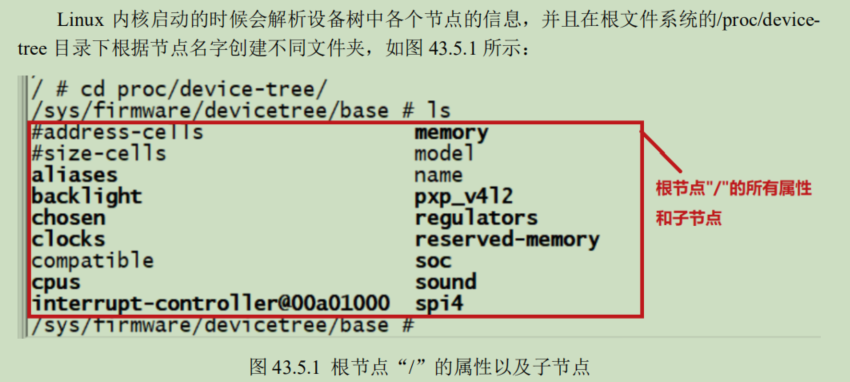 Linux 内核启动的时候会解析设备树中各个节点的信息，并且在根文件系统的/proc/device-
tree 目录下根据节点名字创建不同文件夹，如图 43.5.1 所示：
/ # cd proc/device-tree/
/sys/firmware/devicetree/base # ls
#address-cells memory
#size-cells model
aliases name
backlight pxp_v4l2
chosen regulators
clocks reserved-memory
compatible soc
cpus sound
interrupt-controller@00a01000 spi4
/sys/firmware/devicetree/base #
根节点"/"的所有属性
和子节点
图 43.5.1 根节点“/”的属性以及子节点